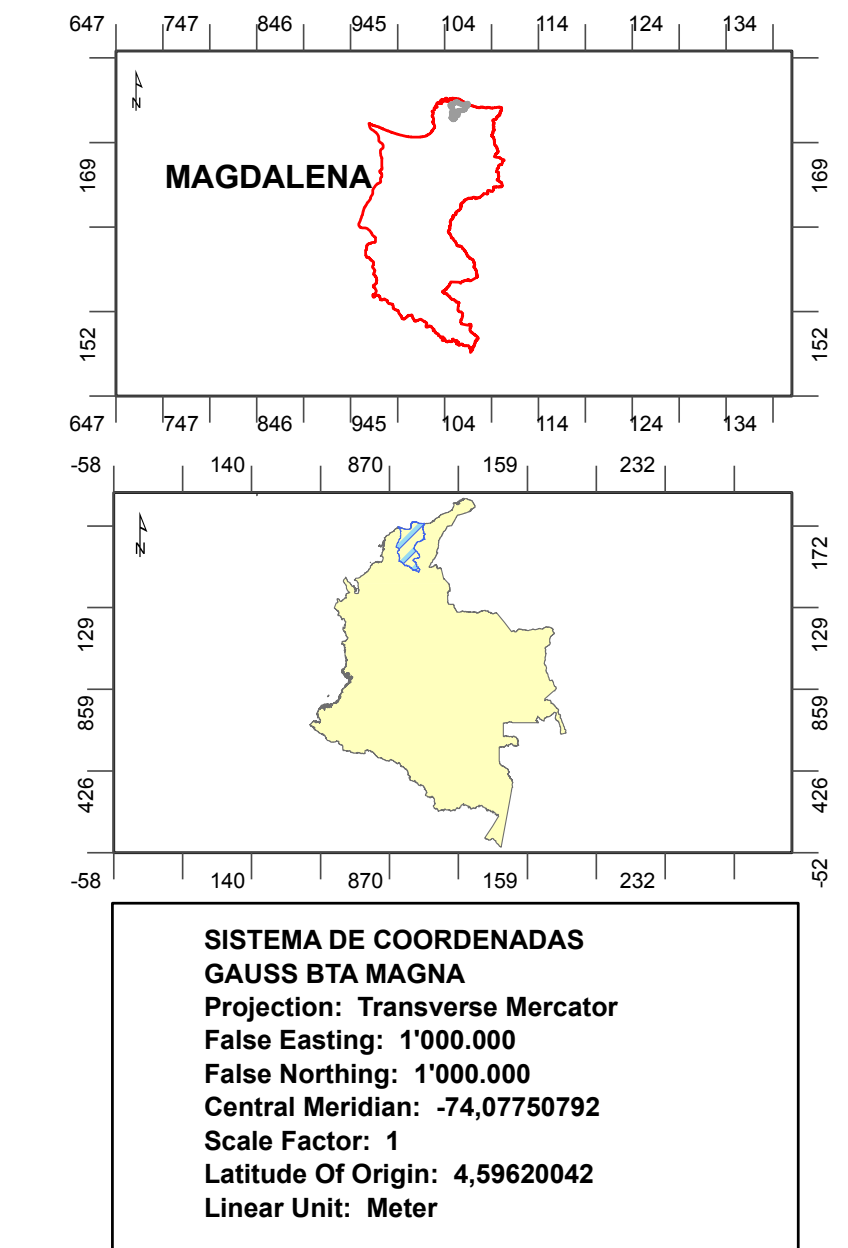 647 747 846 945 104 114 124 134
N
MAGDALENA
169 169
152 152
647 747 846 945 104 114 124 134
-58 140 870 159 232
N
172
129 129
859 859
426 426
-52
-58 140 870 159 232
SISTEMA DE COORDENADAS
GAUSS BTA MAGNA
Projection: Transverse Mercator
False Easting: 1'000.000
False Northing: 1'000.000
Central Meridian: -74,07750792
Scale Factor: 1
Latitude Of Origin: 4,59620042
Linear Unit: Meter